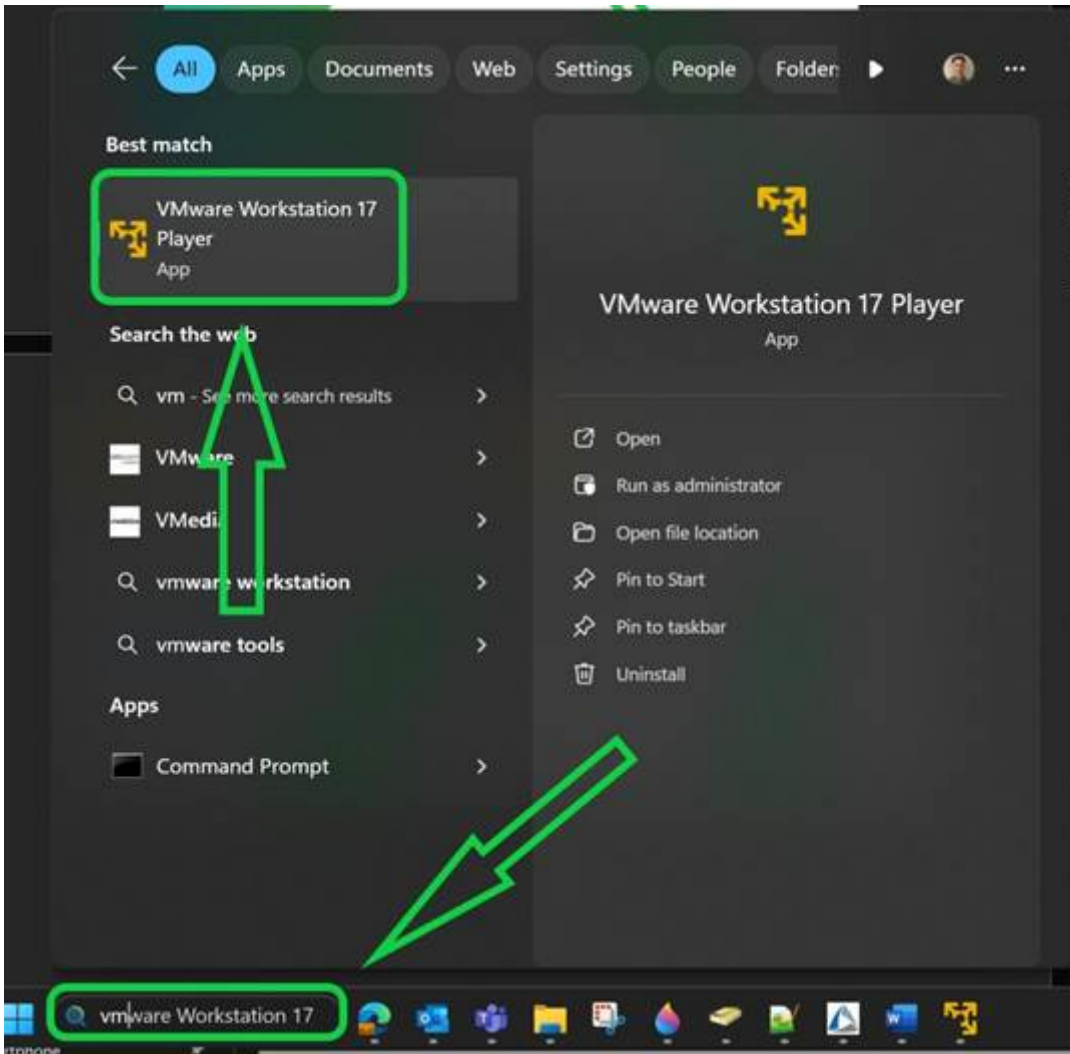 All Apps Documents Web Settings People Folder
Best match
VMware Workstation 17
Player
App
Search the web
vm - See more search results
VMware
VMedia
vmware workstation
vmware tools
Apps
Command Prompt
VMware Workstation 17 Player
App
Open
Run as administrator
Open file location
Pin to Start
Pin to taskbar
Uninstall
vmware Workstation 17